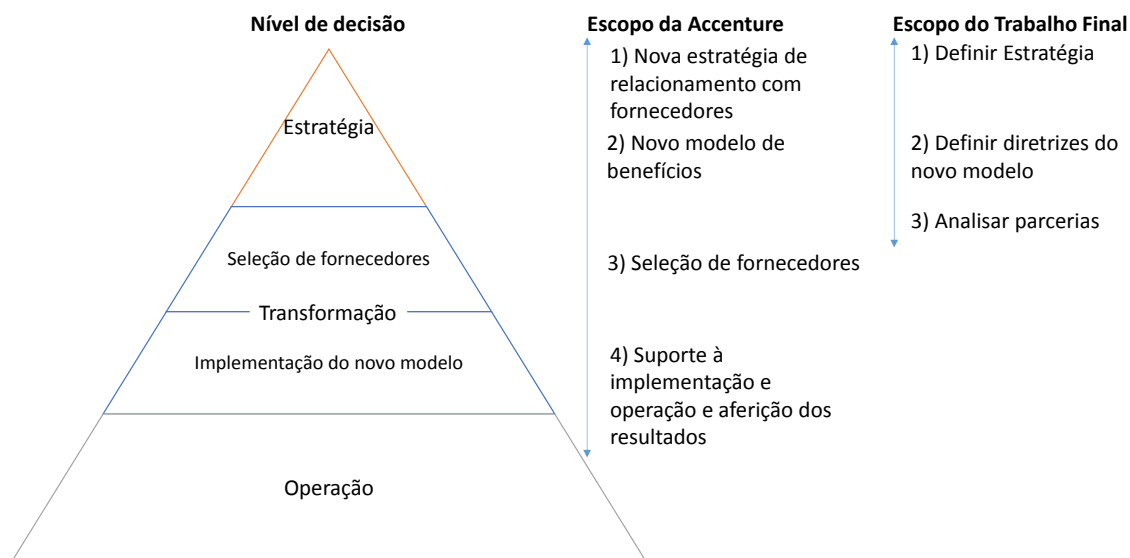 Nível de decisão
Estratégia
Seleção de fornecedores
Transformação
Implementação do novo modelo
Operação
Escopo da Accenture
1) Nova estratégia de
relacionamento com
fornecedores
2) Novo modelo de
benefícios
3) Seleção de fornecedores
4) Suporte à
implementação e
operação e aferição dos
resultados
Escopo do Trabalho Final
1) Definir Estratégia
2) Definir diretrizes do
novo modelo
3) Analisar parcerias